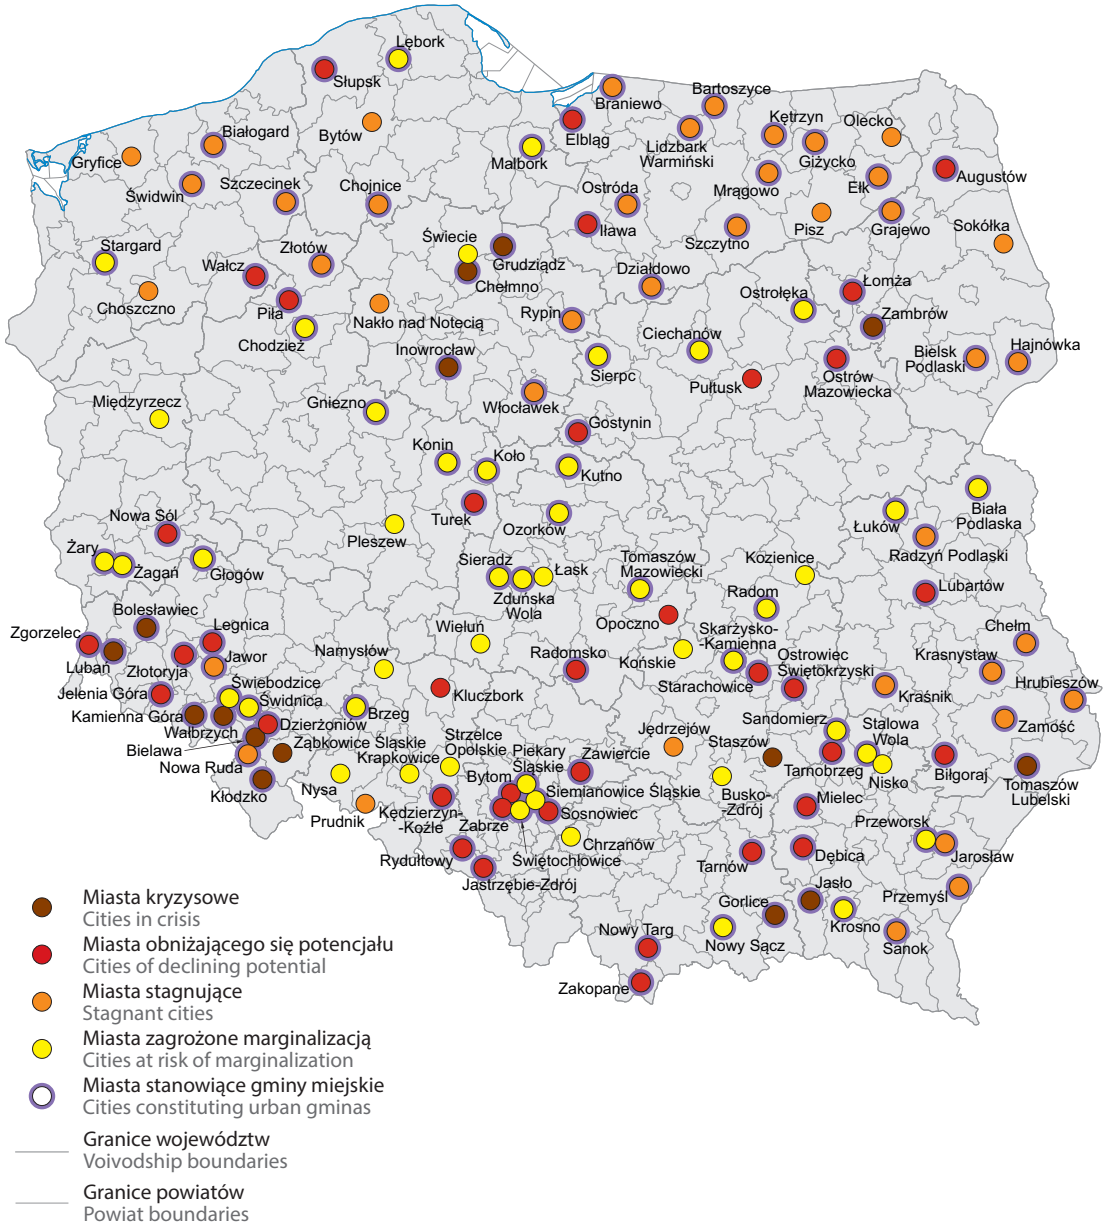 Lębork
Słupsk
Braniewo
Bartoszyce
Białogard
Bytów
Elbląg
Kętrzyn
Olecko
Gryfice
Malbork
Lidzbark
Warmiński
Giżycko
Świdwin
Szczecinek
Chojnice
Ostróda
Mrągowo
Ełk
Augustów
Iława
Szczytno
Pisz
Grajewo
Sokółka
Stargard
Złotów
Świecie
Wałcz
Grudziądz
Chełmno
Działdowo
Łomża
Choszczno
Piła
Nakło nad Notecią
Rypin
Ostrołęka
Zambrów
Chodzież
Ciechanów
Inowrocław
Sierpc
Bielsk
Podlaski
Hajnówka
Pułtusk
Ostrów
Mazowiecka
Międzyrzecz
Gniezno
Włocławek
Gostynin
Konin
Koło
Kutno
Biała
Podlaska
Nowa Sól
Turek
Ozorków
Łuków
Pleszew
Radzyń Podlaski
Żary
Żagań
Głogów
Sieradz
Łask
Zduńska
Wola
Tomaszów
Mazowiecki
Kozienice
Radom
Lubartów
Bolesławiec
Opoczno
Zgorzelec
Legnica
Wieluń
Skarżysko-
-Kamienna
Chełm
Lubań
Złotoryja
Jawor
Namysłów
Radomsko
Końskie
Ostrowiec
Świętokrzyski
Krasnystaw
Jelenia Góra
Świebodzice
Kluczbork
Starachowice
Kraśnik
Hrubieszów
Kamienna Góra
Świdnica
Brzeg
Wałbrzych
Dzierżoniów
Sandomierz
Stalowa
Wola
Zamość
Bielawa
Ząbkowice Śląskie
Strzelce
Opolskie
Piekary
Śląskie
Jędrzejów
Staszów
Nowa Ruda
Krapkowice
Zawiercie
Tarnobrzeg
Nisko
Biłgoraj
Tomaszów
Lubelski
Kłodzko
Nysa
Bytom
Siemianowice Śląskie
Busko-
-Zdrój
Prudnik
Kędzierzyn-
-Koźle
Zabrze
Sosnowiec
Mielec
Przeworsk
Chrzanów
Rydułtowy
Świętochłowice
Tarnów
Dębica
Jarosław
Jastrzębie-Zdrój
Jasło
Przemyśl
Gorlice
Krosno
Nowy Targ
Nowy Sącz
Sanok
Zakopane
Miasta kryzysowe
Cities in crisis
Miasta obniżającego się potencjału
Cities of declining potential
Miasta stagnujące
Stagnant cities
Miasta zagrożone marginalizacją
Cities at risk of marginalization
Miasta stanowiące gminy miejskie
Cities constituting urban gminas
Granice województw
Voivodship boundaries
Granice powiatów
Powiat boundaries